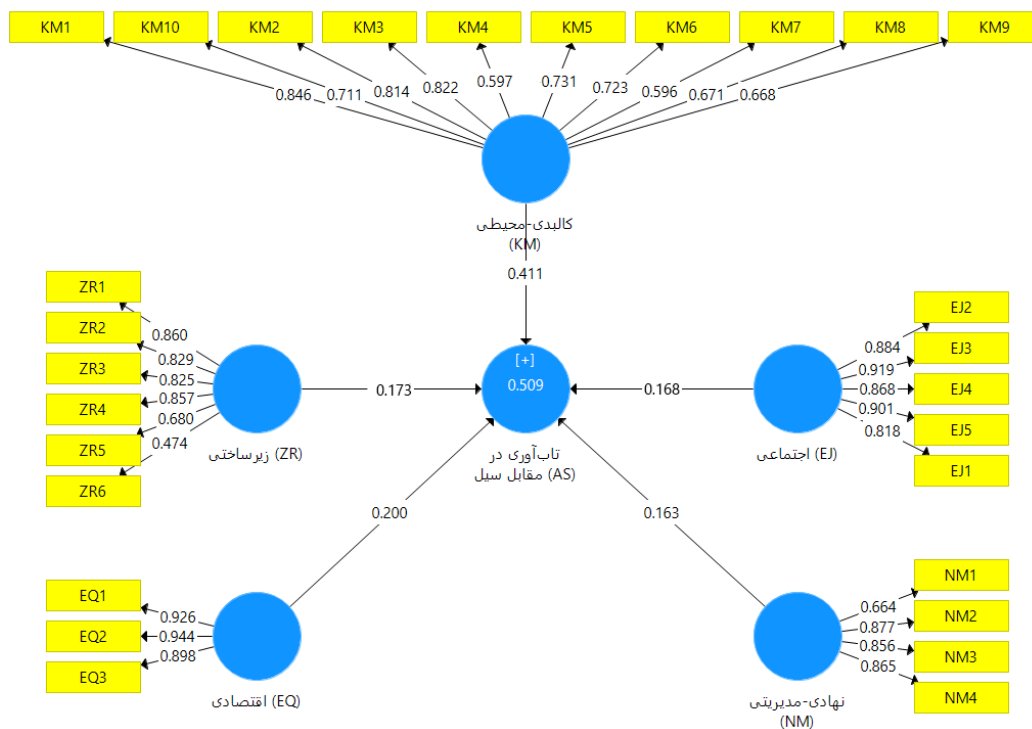 KM1 KM10 KM2 KM3 KM4 KM5 KM6 KM7 KM8 KM9
0.846 0.711 0.814 0.822 0.597 0.731 0.723 0.596 0.671 0.668
کالبدی-محیطی
(KM)
0.411
ZR1
ZR2
ZR3
ZR4
ZR5
ZR6
0.860
0.829
0.825
0.857
0.680
0.474
زیرساختی (ZR)
0.173
[+]
0.509
تاب‌آوری در
مقابل سیل (AS)
0.168
EJ2
EJ3
EJ4
EJ5
EJ1
0.884
0.919
0.868
0.901
0.818
اجتماعی (EJ)
0.200
0.163
EQ1
EQ2
EQ3
0.926
0.944
0.898
اقتصادی (EQ)
NM1
NM2
NM3
NM4
0.664
0.877
0.856
0.865
نهادی-مدیریتی
(NM)